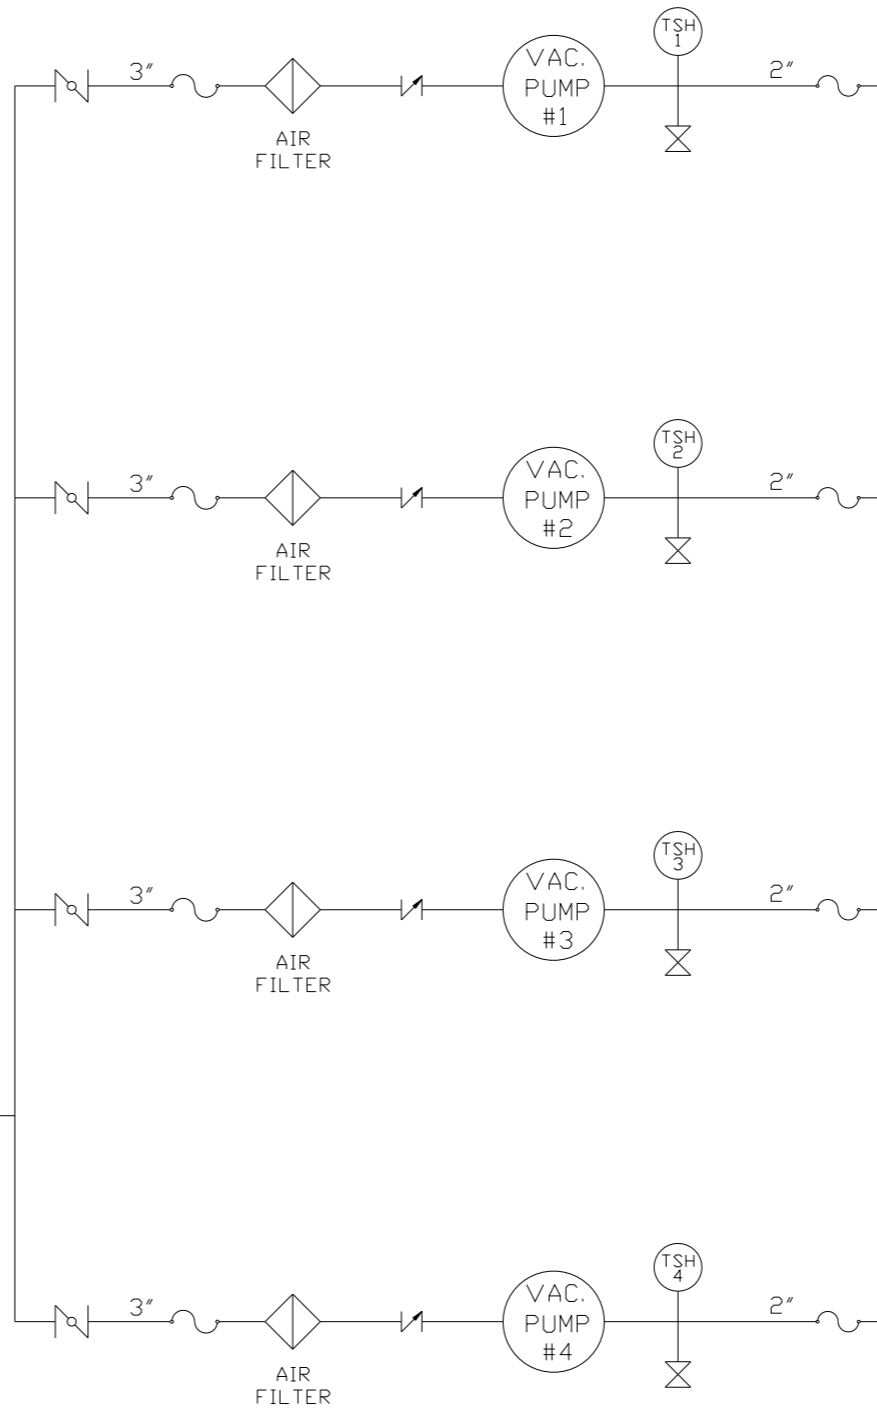 TSH
1
3" VAC. 2"
PUMP
#1
AIR
FILTER
TSH
2
3" VAC. 2"
PUMP
#2
AIR
FILTER
TSH
3
3" VAC. 2"
PUMP
#3
AIR
FILTER
TSH
4
3" VAC. 2"
PUMP
#4
AIR
FILTER